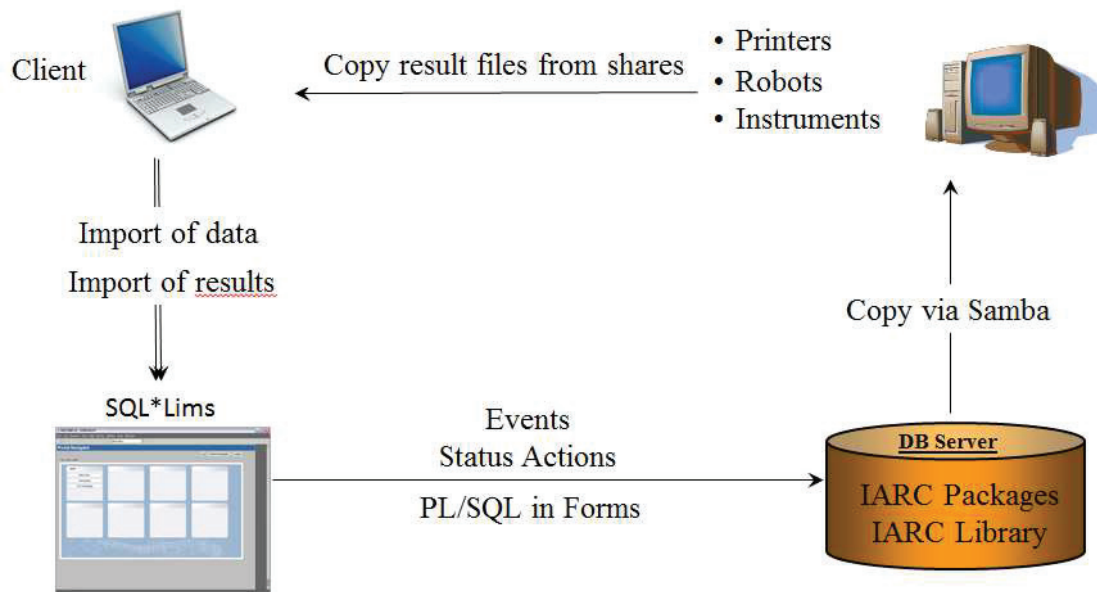 Client
Copy result files from shares
• Printers
• Robots
• Instruments
Import of data
Import of results
Copy via Samba
SQL*Lims
Events
Status Actions
PL/SQL in Forms
DB Server
IARC Packages
IARC Library